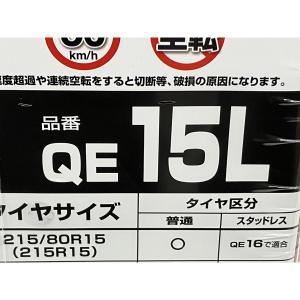 km/h
空転
速度超過や連続空転をすると切断等、破損の原因になります。
品番
QE 15L
タイヤサイズ
タイヤ区分
普通
スタッドレス
215/80R15
(215R15)
○
QE16で適合